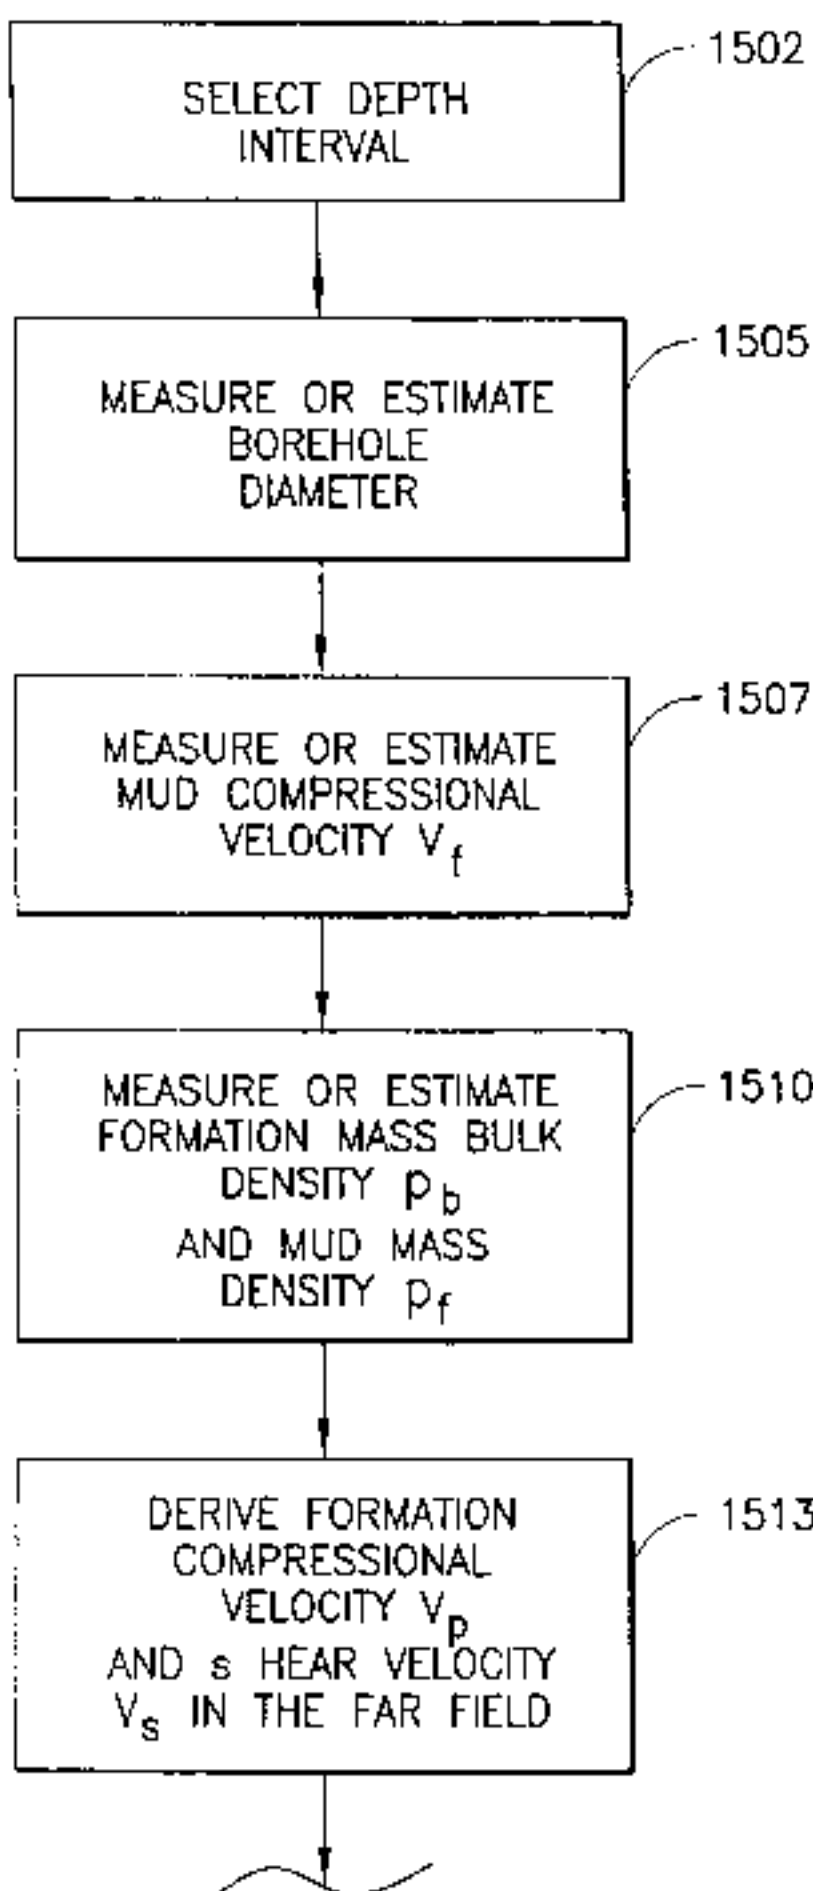 1502
SELECT DEPTH
INTERVAL
1505
MEASURE OR ESTIMATE
BOREHOLE
DIAMETER
1507
MEASURE OR ESTIMATE
MUD COMPRESSIONAL
VELOCITY Vf
1510
MEASURE OR ESTIMATE
FORMATION MASS BULK
DENSITY pb
AND MUD MASS
DENSITY pf
1513
DERIVE FORMATION
COMPRESSIONAL
VELOCITY Vp
AND s HEAR VELOCITY
Vs IN THE FAR FIELD